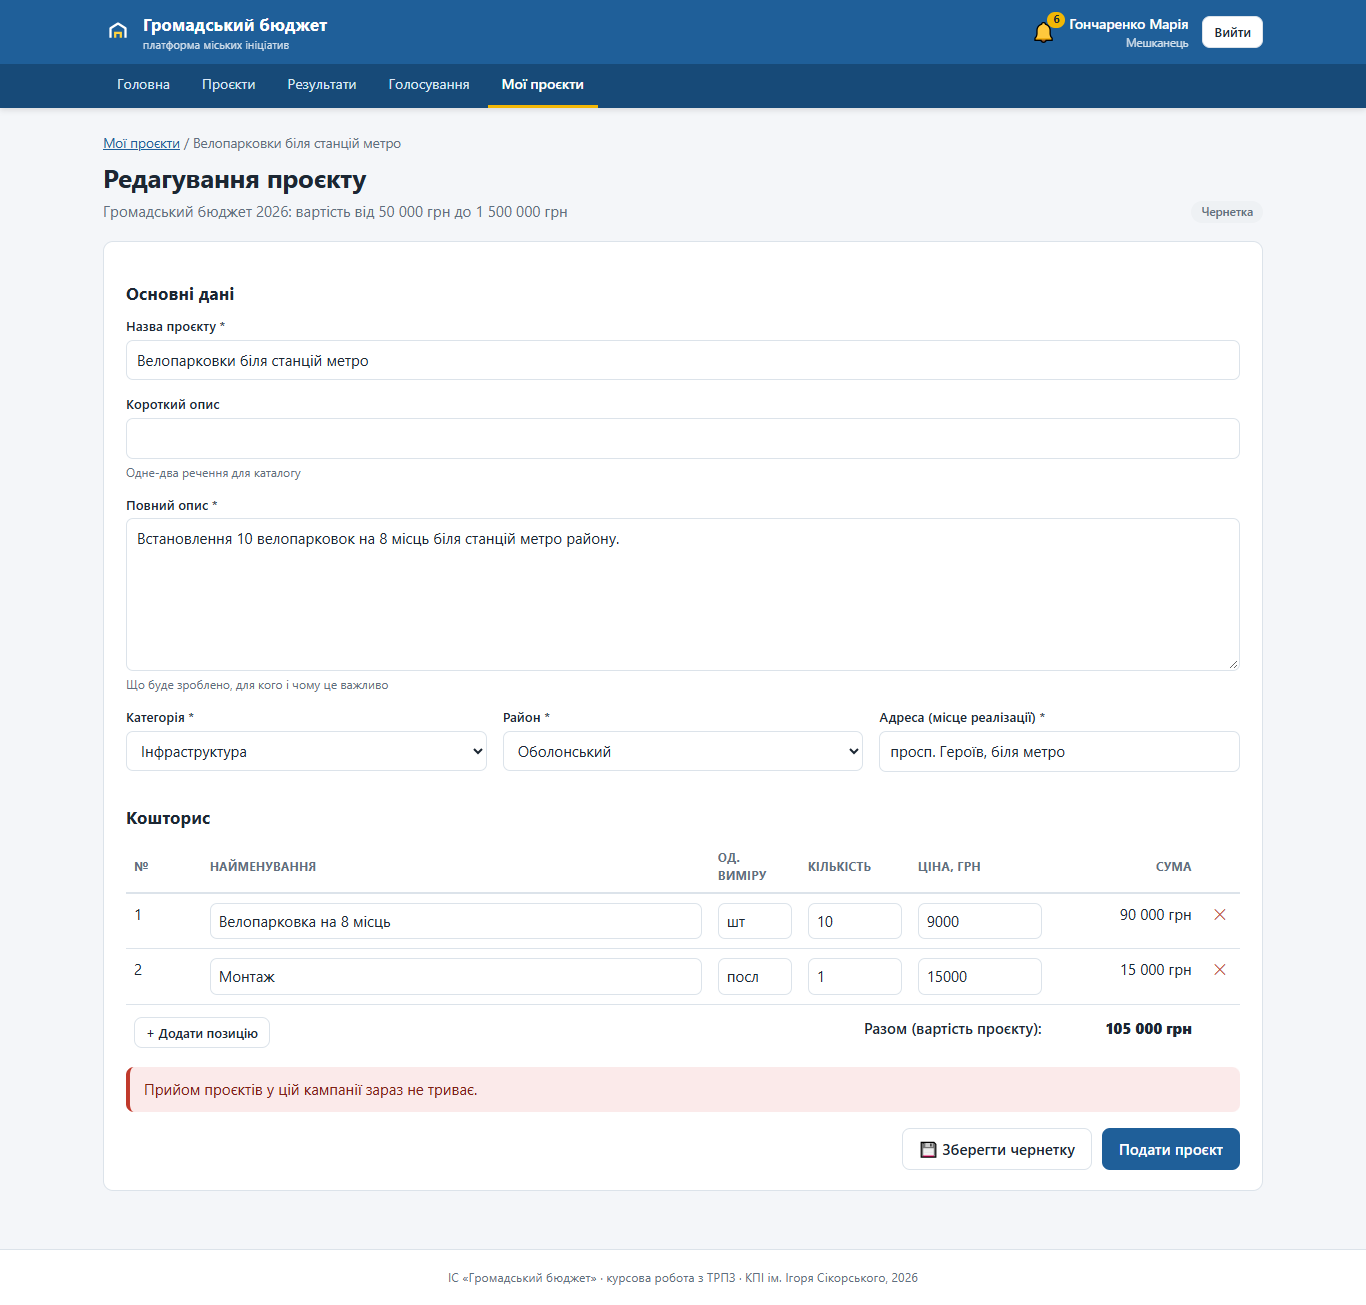 Громадський бюджет
платформа міських ініціатив
6
Гончаренко Марія
Мешканець
Вийти
Головна
Проєкти
Результати
Голосування
Мої проєкти
Мої проєкти / Велопарковки біля станцій метро
Редагування проєкту
Громадський бюджет 2026: вартість від 50 000 грн до 1 500 000 грн
Чернетка
Основні дані
Назва проєкту *
Велопарковки біля станцій метро
Короткий опис
Одне-два речення для каталогу
Повний опис *
Встановлення 10 велопарковок на 8 місць біля станцій метро району.
Що буде зроблено, для кого і чому це важливо
Категорія *
Район *
Адреса (місце реалізації) *
Інфраструктура
Оболонський
просп. Героїв, біля метро
Кошторис
№ НАЙМЕНУВАННЯ ОД. ВИМІРУ КІЛЬКІСТЬ ЦІНА, ГРН СУМА
1 Велопарковка на 8 місць шт 10 9000 90 000 грн ×
2 Монтаж посл 1 15000 15 000 грн ×
+ Додати позицію
Разом (вартість проєкту): 105 000 грн
Прийом проєктів у цій кампанії зараз не триває.
Зберегти чернетку
Подати проєкт
ІС «Громадський бюджет» · курсова робота з ТРПЗ · КПІ ім. Ігоря Сікорського, 2026